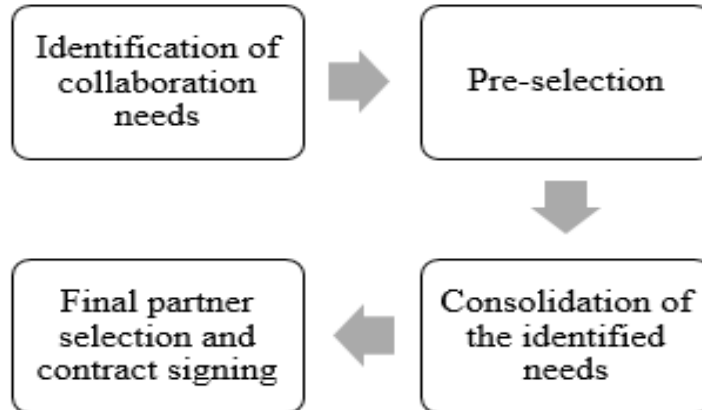 Identification of
collaboration
needs
Pre-selection
Consolidation of
the identified
needs
Final partner
selection and
contract signing